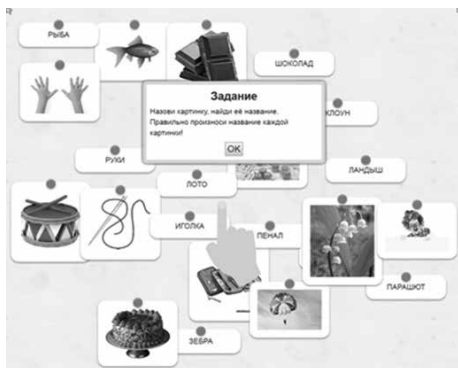 РЫБА
ШОКОЛАД
Задание
Назови картинку, найди её название.
Правильно произноси название каждой
картинки!
OK
КЛОУН
РУКИ
ЛАНДЫШ
ЛОТО
ИГОЛКА
ПЕНАЛ
ПАРАШЮТ
ЗЕБРА